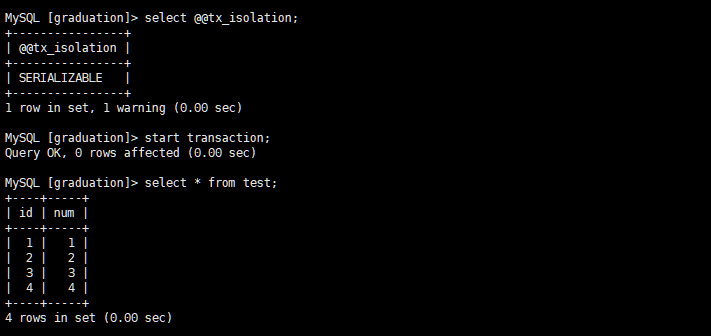 MySQL [graduation]> select @@tx_isolation;
+----------------+
| @@tx_isolation |
+----------------+
| SERIALIZABLE   |
+----------------+
1 row in set, 1 warning (0.00 sec)

MySQL [graduation]> start transaction;
Query OK, 0 rows affected (0.00 sec)

MySQL [graduation]> select * from test;
+----+-----+
| id | num |
+----+-----+
|  1 |   1 |
|  2 |   2 |
|  3 |   3 |
|  4 |   4 |
+----+-----+
4 rows in set (0.00 sec)